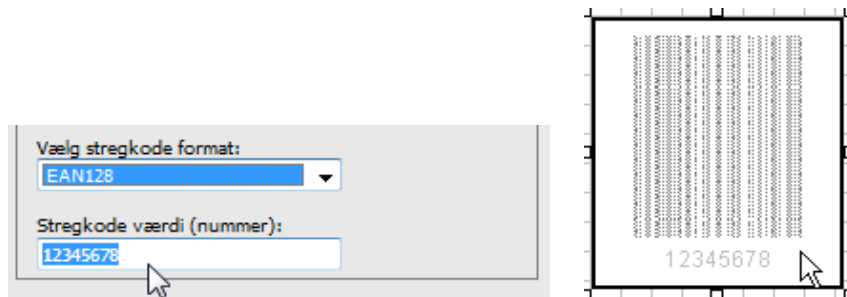 Vælg stregkode format:
EAN128
Stregkode værdi (nummer):
12345678
12345678